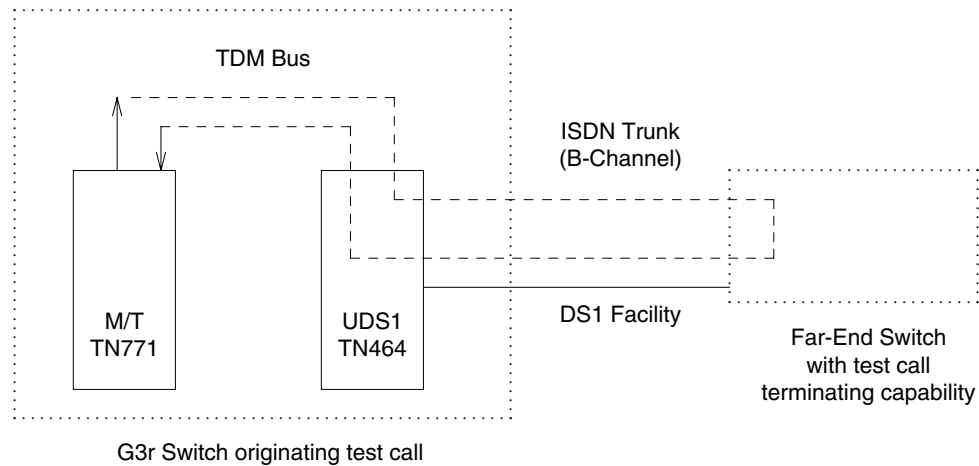 TDM Bus
ISDN Trunk
(B-Channel)
M/T
TN771
UDS1
TN464
DS1 Facility
Far-End Switch
with test call
terminating capability
G3r Switch originating test call